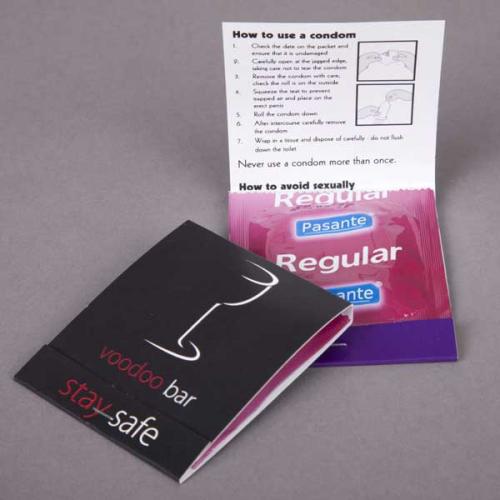 How to use a condom
1. Check the date on the packet and
ensure that it is undamaged
2. Carefully open at the jagged edge,
taking care not to tear the condom
3. Remove the condom with care,
check the roll is on the outside
4. Squeeze the teat to prevent
trapped air and place on the
erect penis
5. Roll the condom down
6. After intercourse carefully remove
the condom
7. Wrap in a tissue and dispose of carefully - do not flush
down the toilet
Never use a condom more than once.
How to avoid sexually
Regular
Pasante
Regular
ante
voodoo bar
stay safe